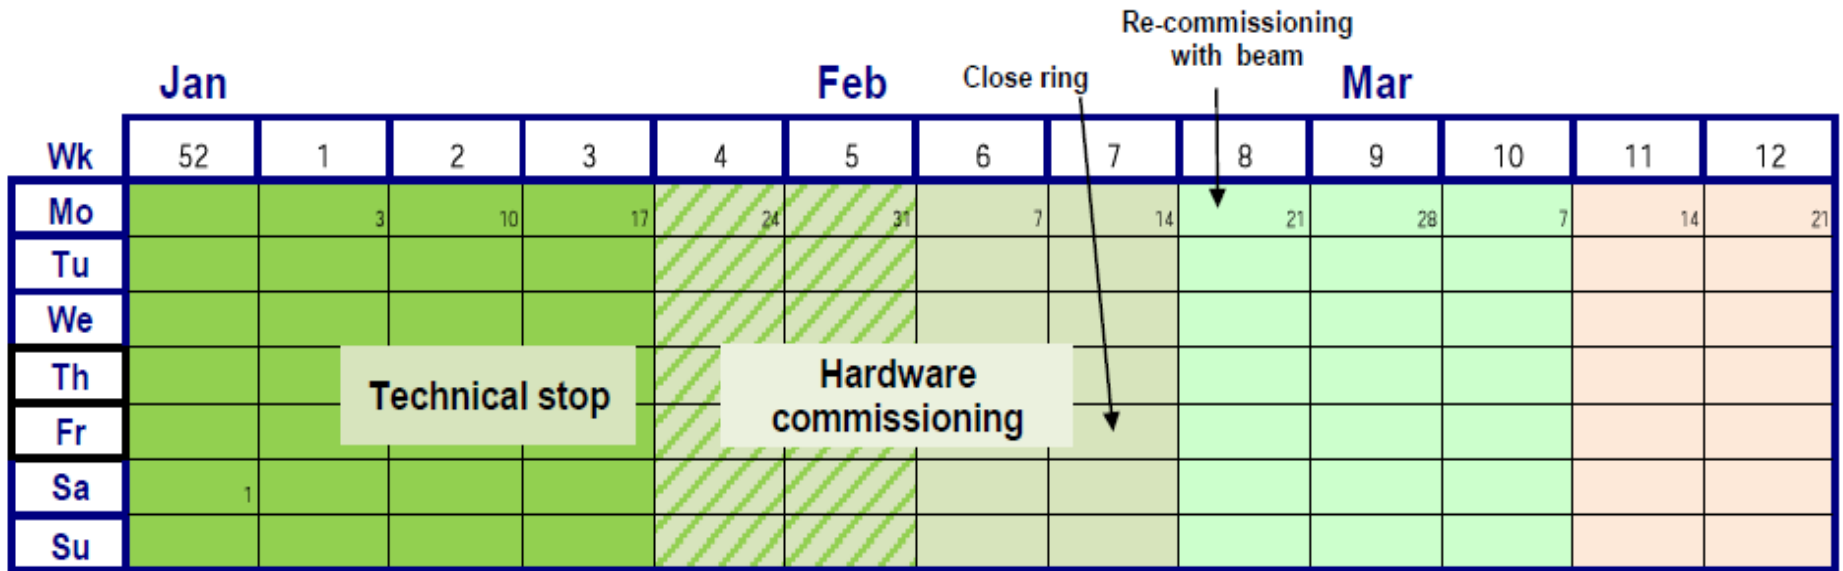 Re-commissioning
with beam
Jan Feb Close ring Mar
Wk 52 1 2 3 4 5 6 7 8 9 10 11 12
Mo 3 10 17 24 31 7 14 21 28 7 14 21
Tu
We
Th
Technical stop
Hardware
commissioning
Fr
Sa 1
Su